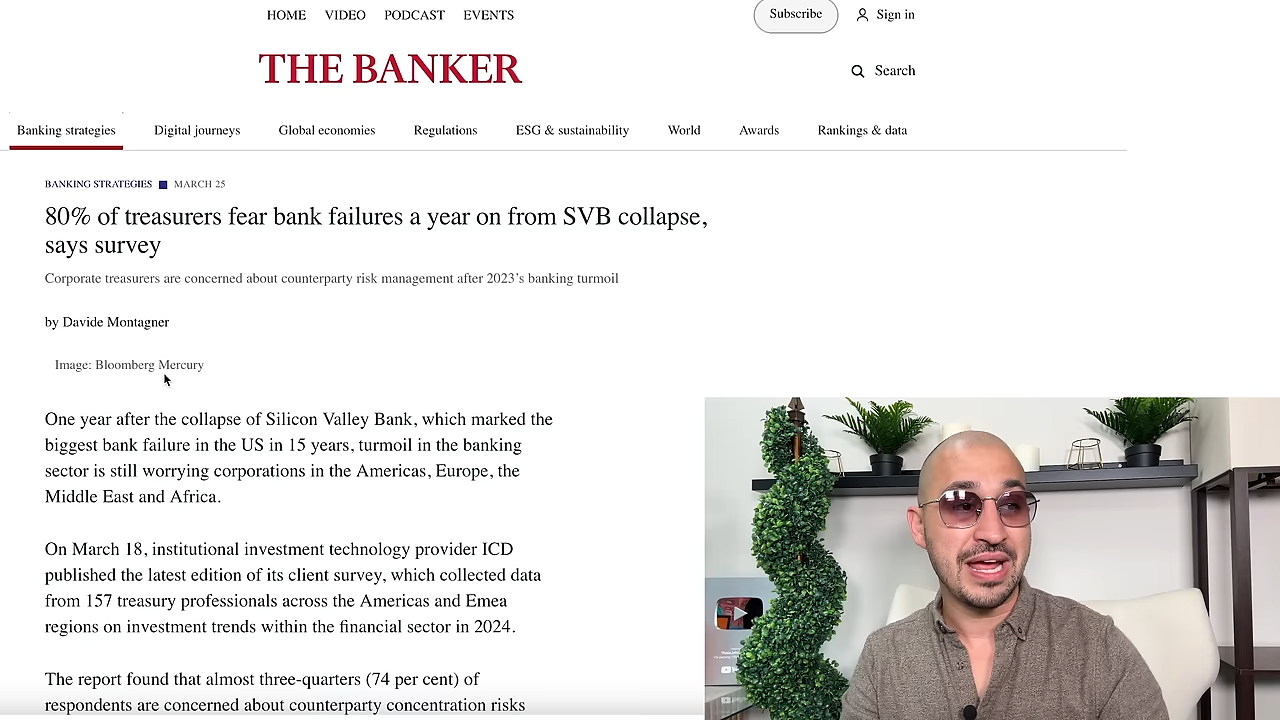 HOME VIDEO PODCAST EVENTS Subscribe Sign in
THE BANKER
Search
Banking strategies Digital journeys Global economies Regulations ESG & sustainability World Awards Rankings & data
BANKING STRATEGIES MARCH 25
80% of treasurers fear bank failures a year on from SVB collapse,
says survey
Corporate treasurers are concerned about counterparty risk management after 2023's banking turmoil
by Davide Montagner
Image: Bloomberg Mercury
One year after the collapse of Silicon Valley Bank, which marked the
biggest bank failure in the US in 15 years, turmoil in the banking
sector is still worrying corporations in the Americas, Europe, the
Middle East and Africa.
On March 18, institutional investment technology provider ICD
published the latest edition of its client survey, which collected data
from 157 treasury professionals across the Americas and Emea
regions on investment trends within the financial sector in 2024.
The report found that almost three-quarters (74 per cent) of
respondents are concerned about counterparty concentration risks